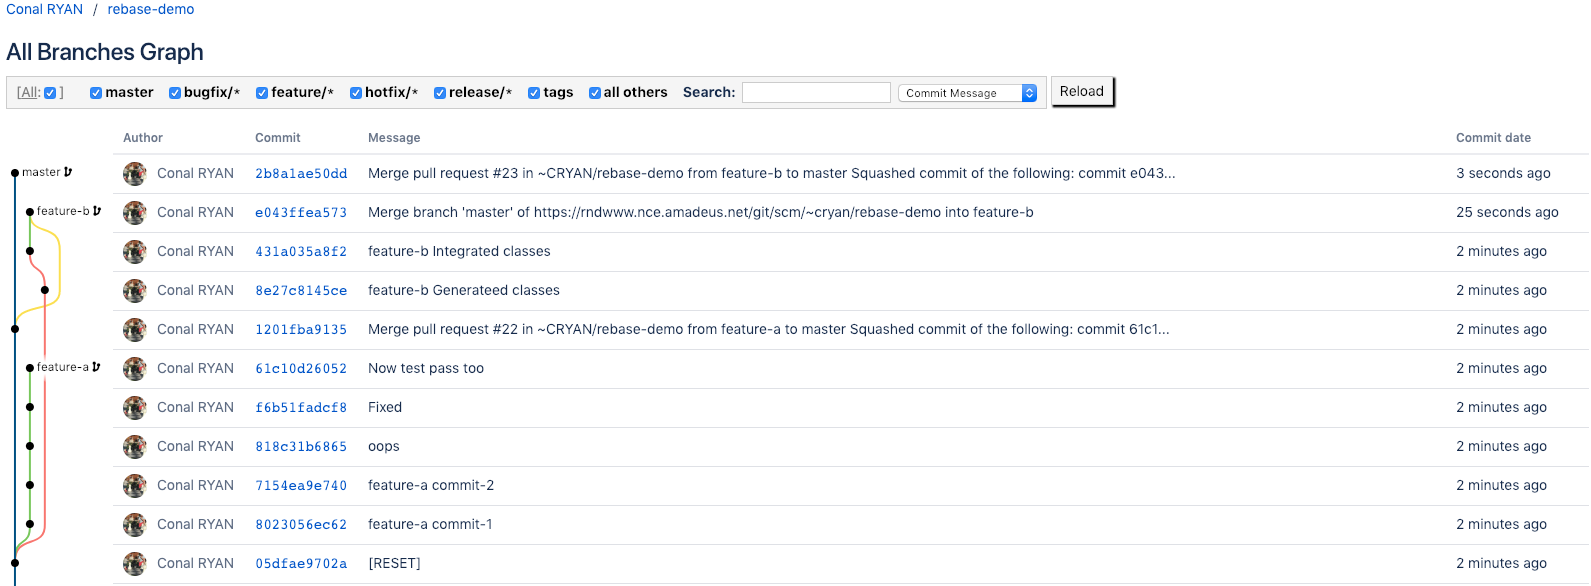 Conal RYAN / rebase-demo
All Branches Graph
[All: ] master bugfix/* feature/* hotfix/* release/* tags all others Search: Commit Message Reload
Author Commit Message Commit date
master Conal RYAN 2b8a1ae50dd Merge pull request #23 in ~CRYAN/rebase-demo from feature-b to master Squashed commit of the following: commit e043... 3 seconds ago
feature-b Conal RYAN e043ffea573 Merge branch 'master' of https://rndwww.nce.amadeus.net/git/scm/~cryan/rebase-demo into feature-b 25 seconds ago
Conal RYAN 431a035a8f2 feature-b Integrated classes 2 minutes ago
Conal RYAN 8e27c8145ce feature-b Generateed classes 2 minutes ago
Conal RYAN 1201fba9135 Merge pull request #22 in ~CRYAN/rebase-demo from feature-a to master Squashed commit of the following: commit 61c1... 2 minutes ago
feature-a Conal RYAN 61c10d26052 Now test pass too 2 minutes ago
Conal RYAN f6b51fadcf8 Fixed 2 minutes ago
Conal RYAN 818c31b6865 oops 2 minutes ago
Conal RYAN 7154ea9e740 feature-a commit-2 2 minutes ago
Conal RYAN 8023056ec62 feature-a commit-1 2 minutes ago
Conal RYAN 05dfae9702a [RESET] 2 minutes ago